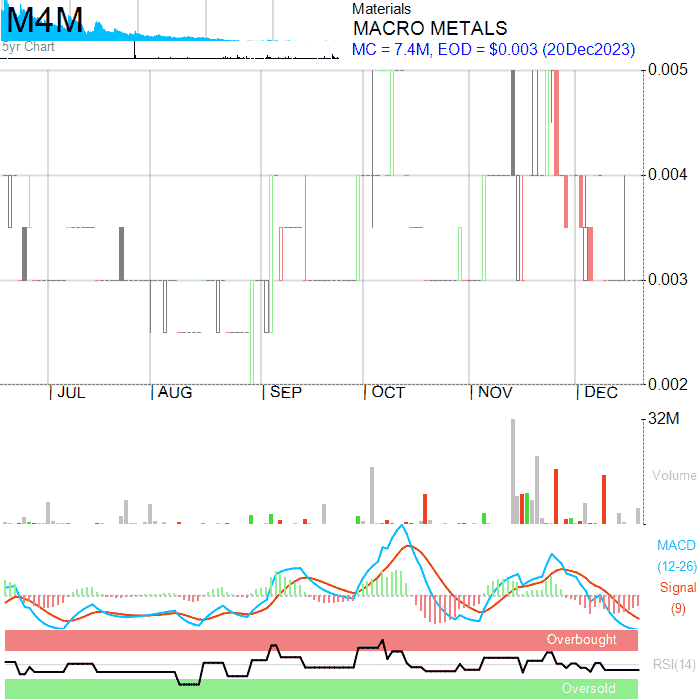 M4M
5yr Chart
Materials
MACRO METALS
MC = 7.4M, EOD = $0.003 (20Dec2023)
0.005
0.004
0.003
0.002
JUL
AUG
SEP
OCT
NOV
DEC
32M
Volume
MACD
(12-26)
Signal
(9)
Overbought
RSI(14)
Oversold